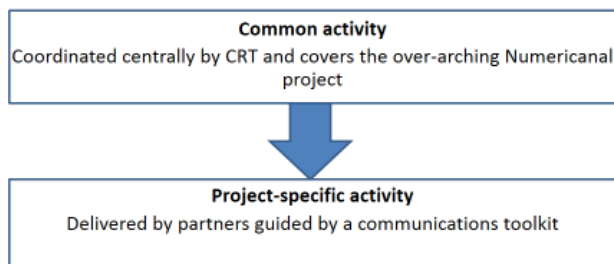 Common activity
Coordinated centrally by CRT and covers the over-arching Numericanal
project
Project-specific activity
Delivered by partners guided by a communications toolkit